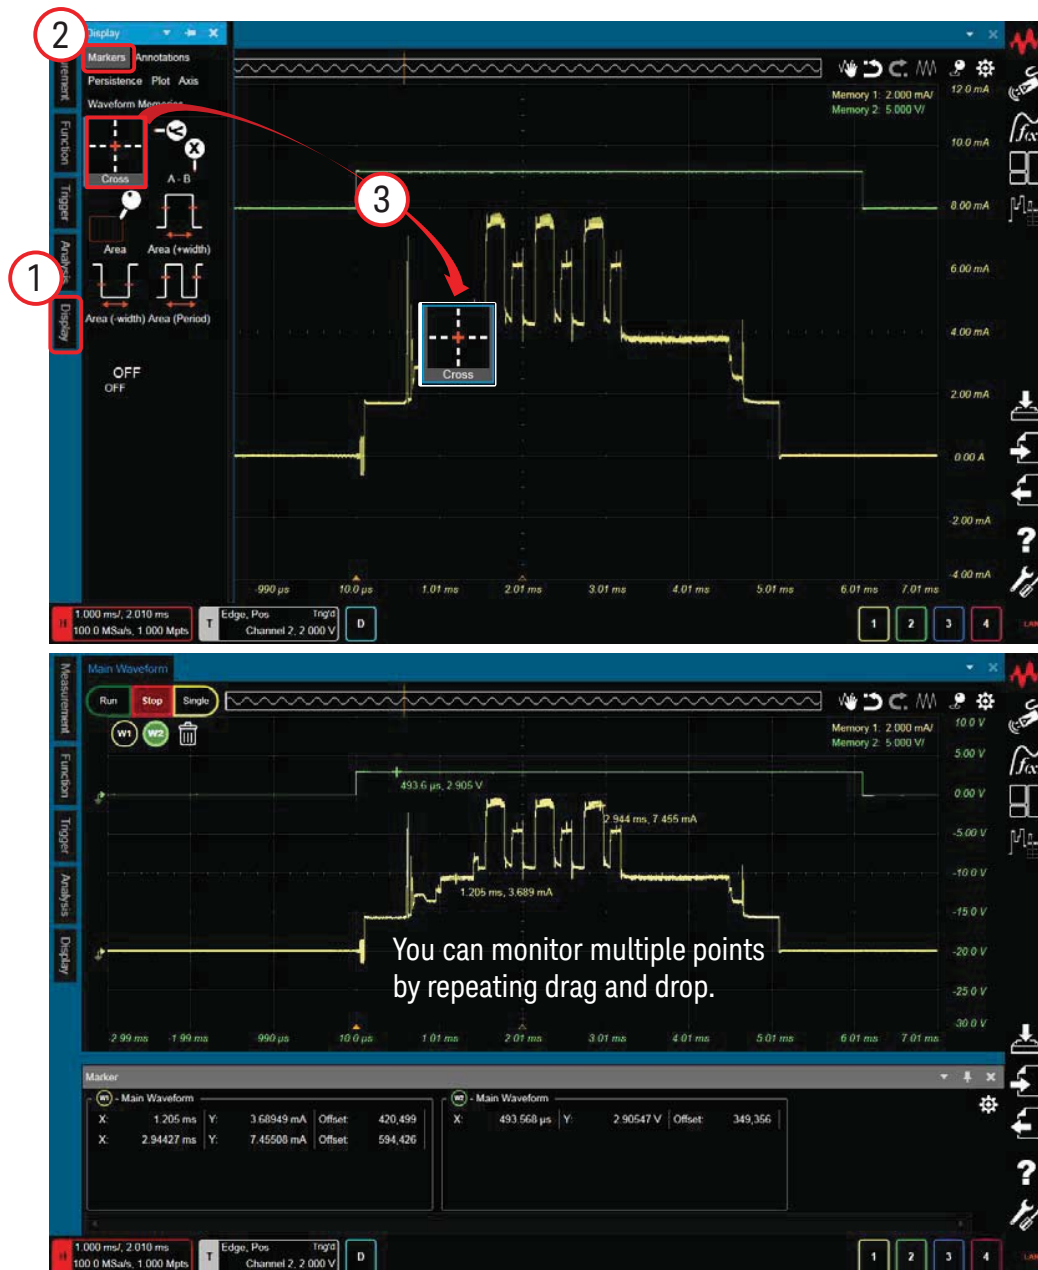 2
Display
Markers Annotations
Persistence Plot Axis
Waveform Memories
Cross
A - B
Area
Area (+width)
Area (-width) Area (Period)
OFF
OFF
Function
Trigger
Analysis
Display
1
3
Cross
Memory 1: 2.000 mA/
Memory 2: 5.000 V/
12.0 mA
10.0 mA
8.00 mA
6.00 mA
4.00 mA
2.00 mA
0.00 A
-2.00 mA
-4.00 mA
-990 µs
10.0 µs
1.01 ms
2.01 ms
3.01 ms
4.01 ms
5.01 ms
6.01 ms
7.01 ms
H
1.000 ms/, 2.010 ms
100.0 MSa/s, 1.000 Mpts
T
Edge, Pos Trig'd
Channel 2, 2.000 V
D
1
2
3
4
LAN
Measurement
Function
Trigger
Analysis
Display
Main Waveform
Run Stop Single
W1 W2
Memory 1: 2.000 mA/
Memory 2: 5.000 V/
10.0 V
5.00 V
0.00 V
-5.00 V
-10.0 V
-15.0 V
-20.0 V
-25.0 V
30.0 V
493.6 µs, 2.905 V
2.944 ms, 7.455 mA
1.205 ms, 3.689 mA
You can monitor multiple points
by repeating drag and drop.
-2.99 ms
-1.99 ms
-990 µs
10.0 µs
1.01 ms
2.01 ms
3.01 ms
4.01 ms
5.01 ms
6.01 ms
7.01 ms
Marker
W1 - Main Waveform
X: 1.205 ms Y: 3.68949 mA Offset: 420,499
X: 2.94427 ms Y: 7.45508 mA Offset: 594,426
W2 - Main Waveform
X: 493.568 µs Y: 2.90547 V Offset: 349,356
H
1.000 ms/, 2.010 ms
100.0 MSa/s, 1.000 Mpts
T
Edge, Pos Trig'd
Channel 2, 2.000 V
D
1
2
3
4
LAN